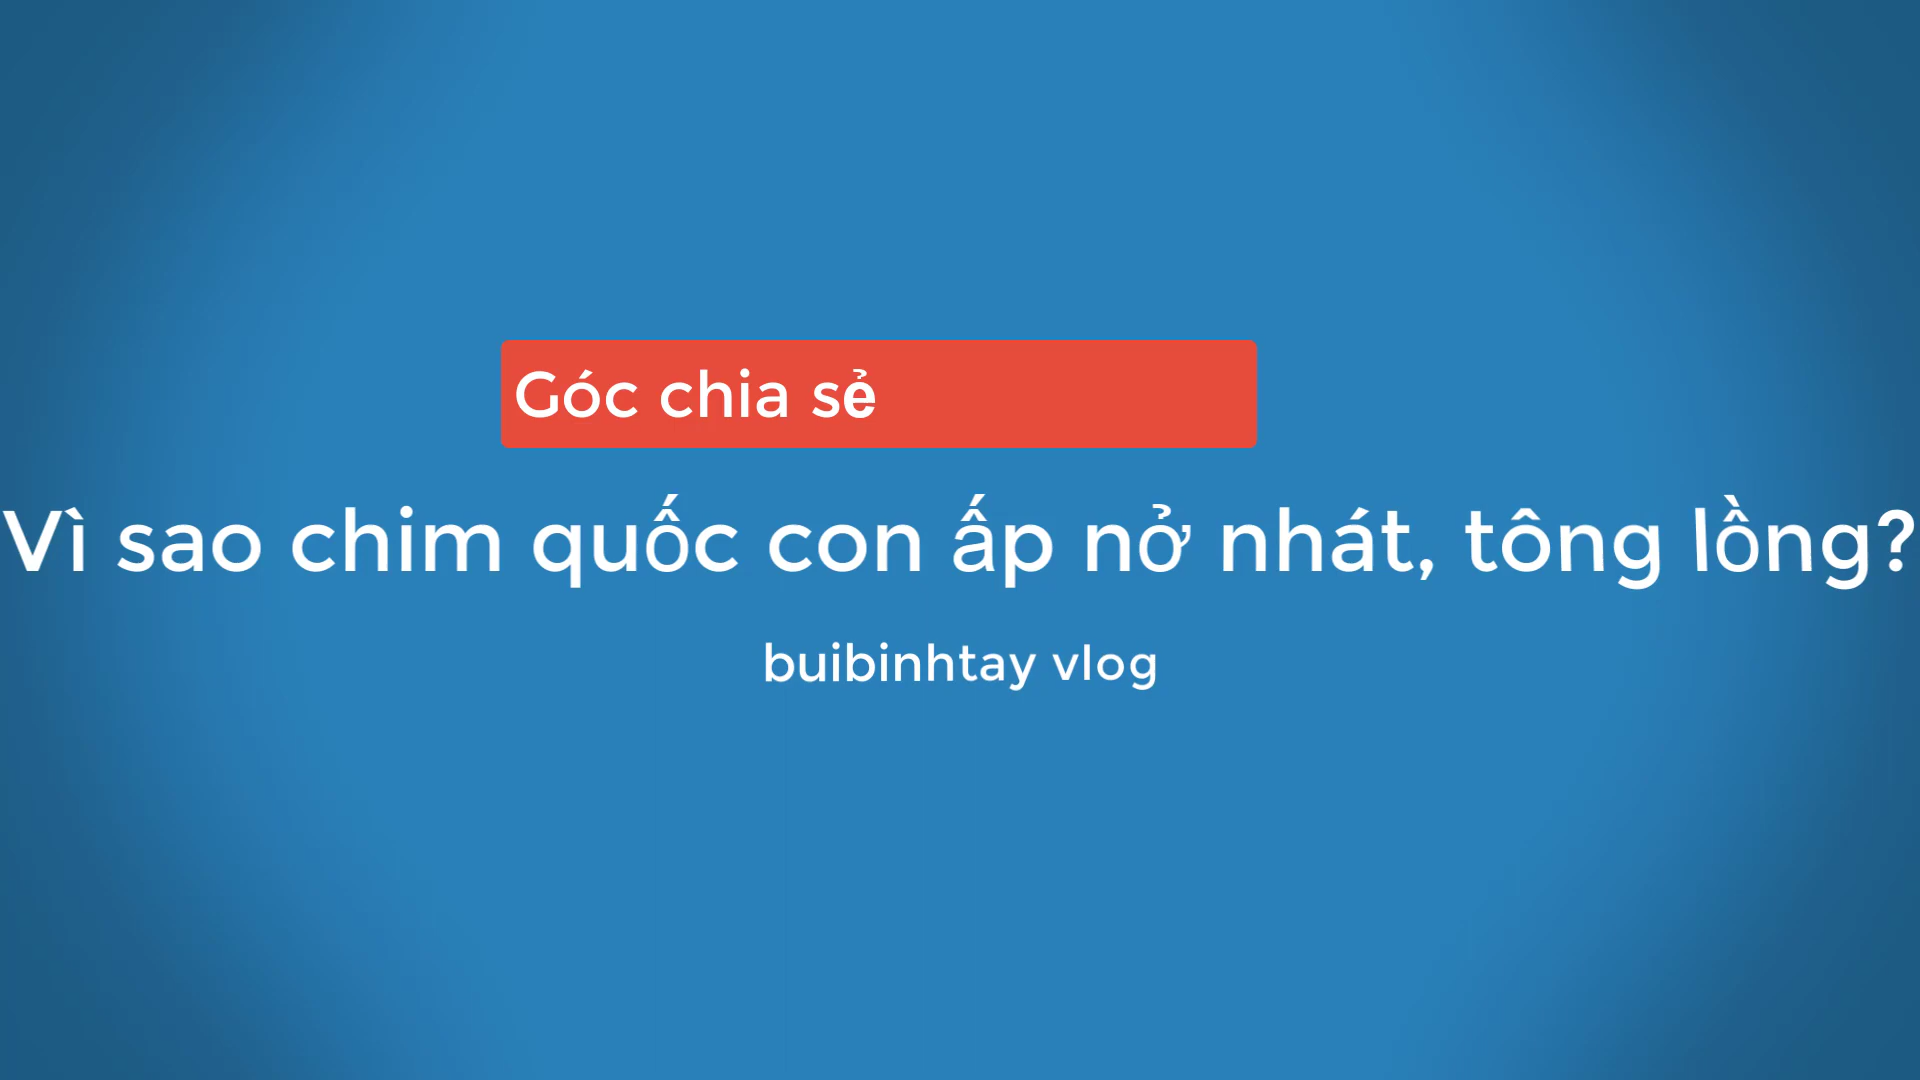 Góc chia sẻ
Vì sao chim quốc con ấp nở nhát, tông lồng?
buibinhtay vlog